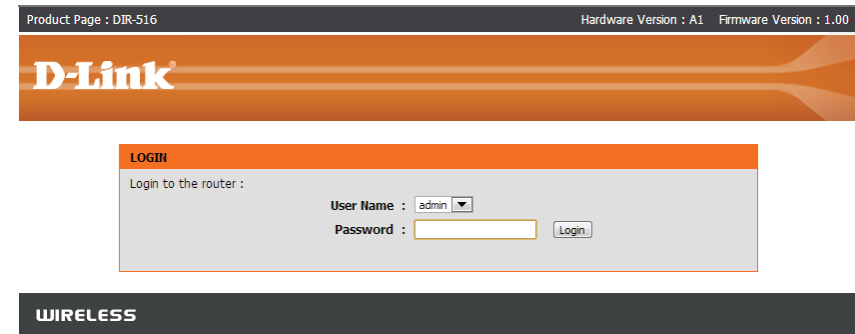 Product Page : DIR-516 Hardware Version : A1 Firmware Version : 1.00
D-Link®
LOGIN
Login to the router :
User Name : admin
Password : Login
WIRELESS